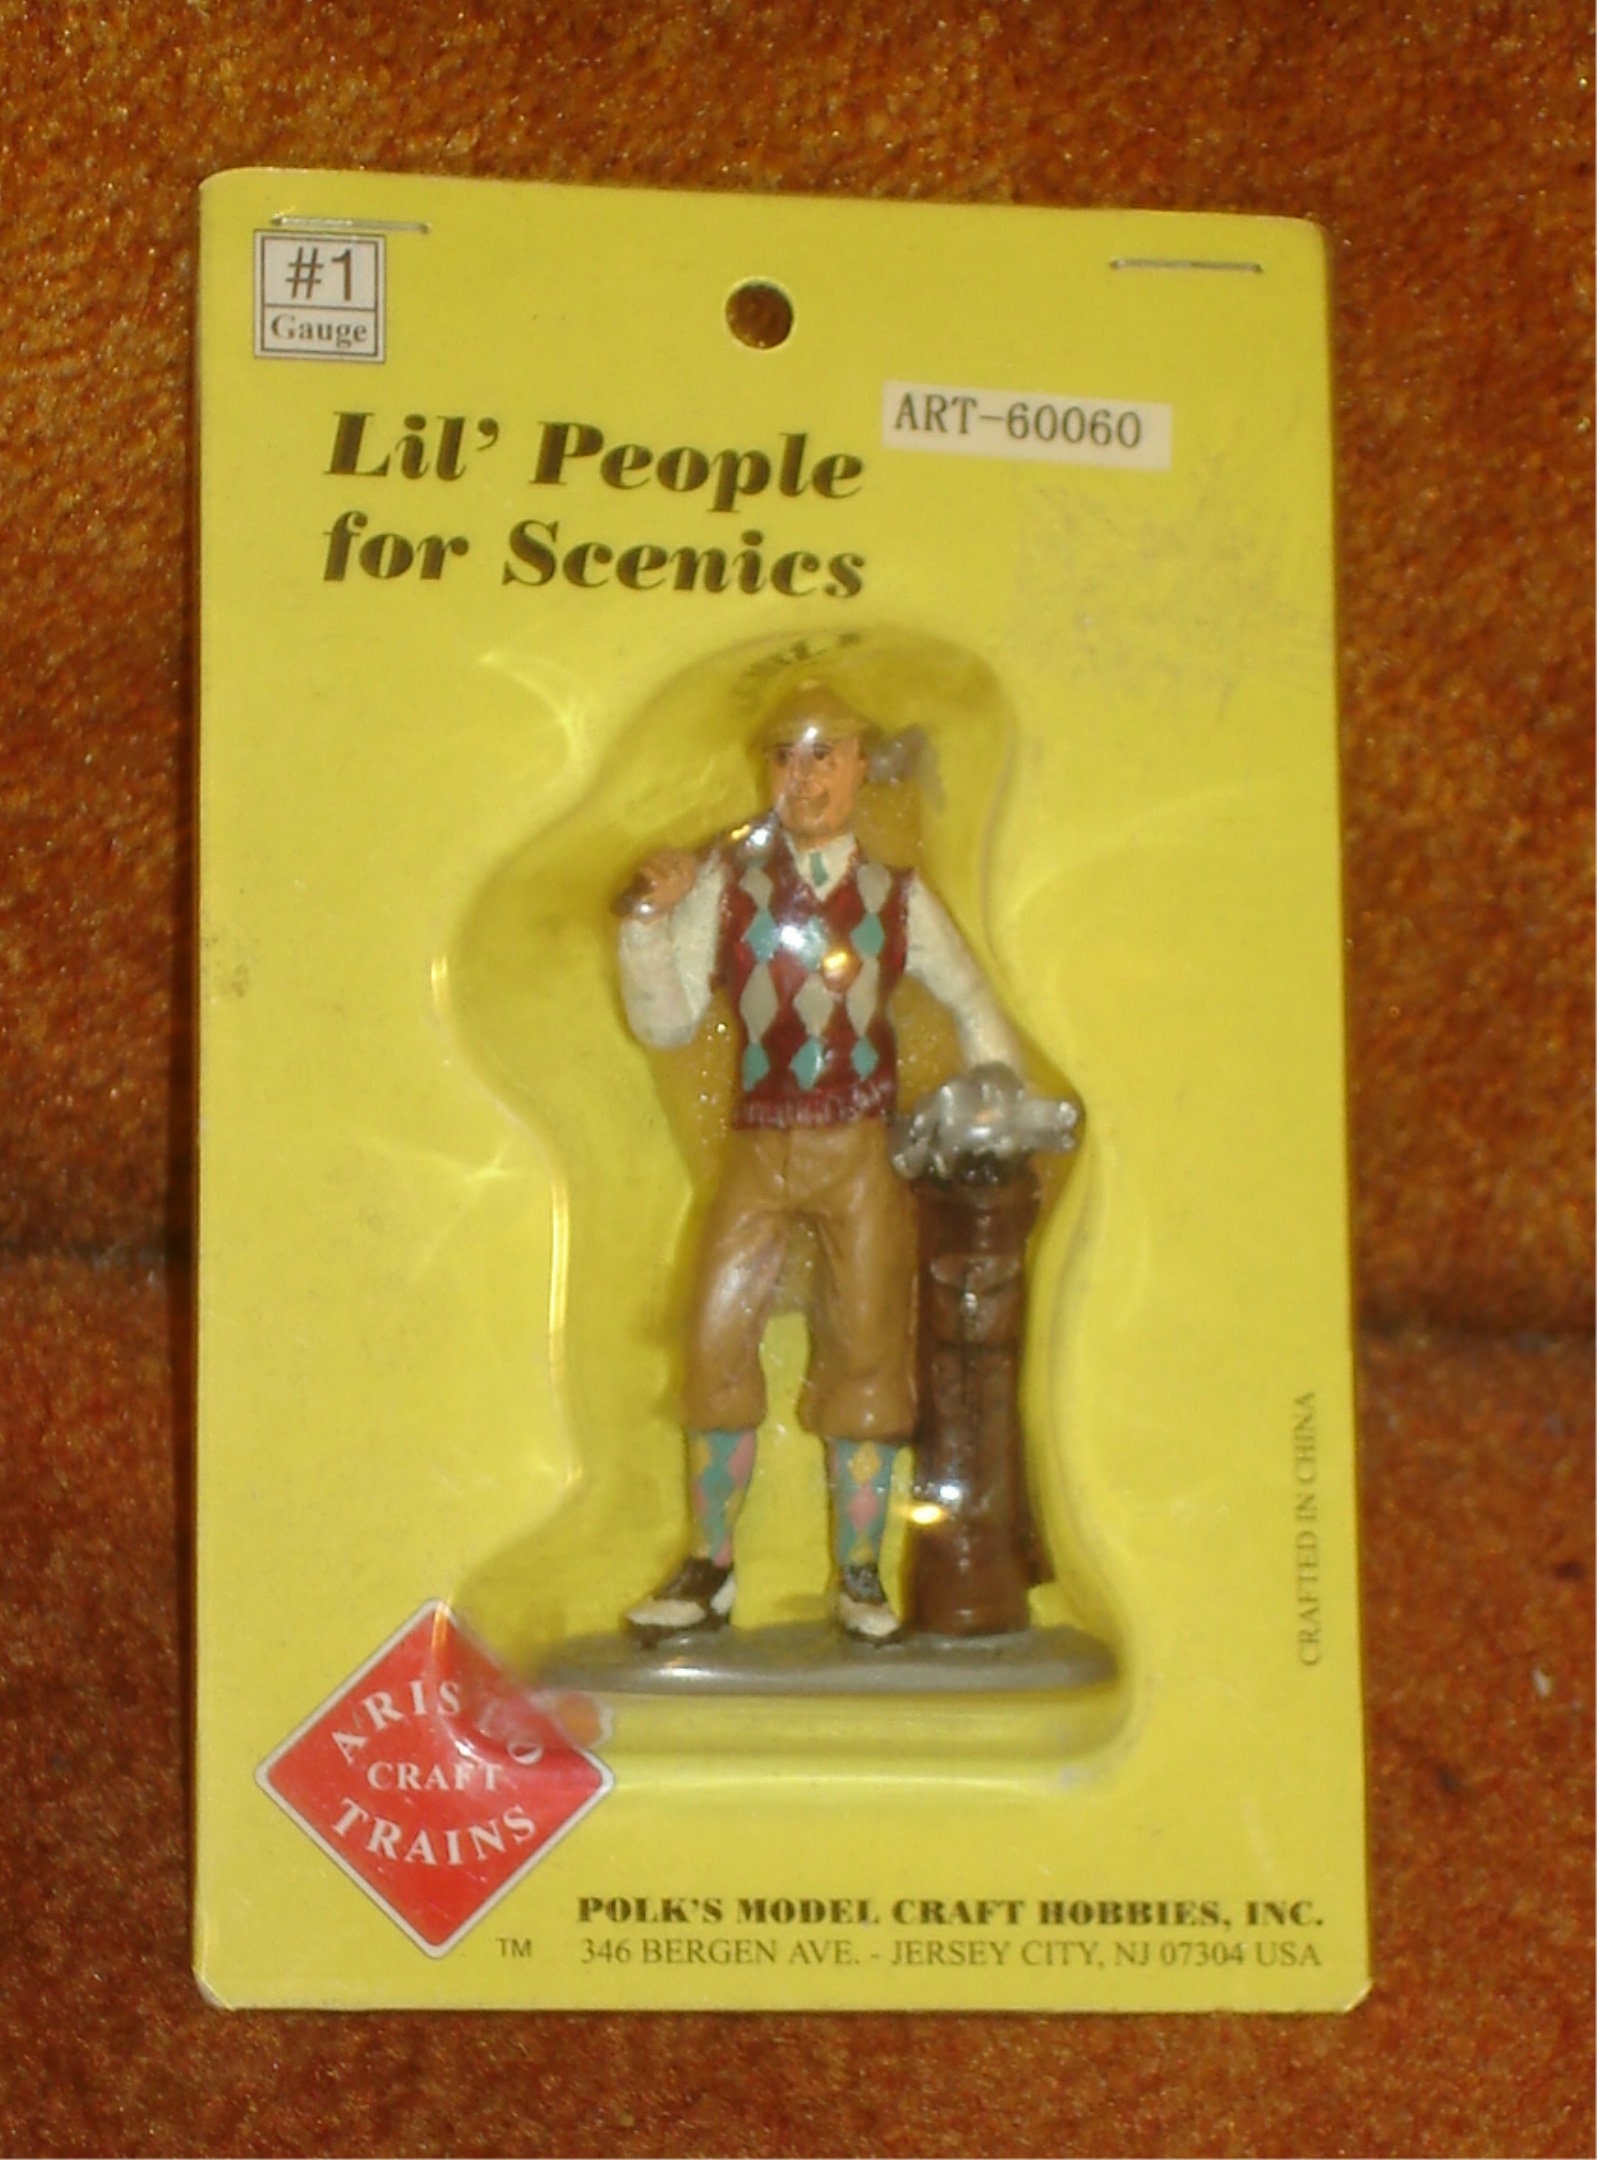 #1
Gauge
ART-60060
Lil' People
for Scenics
CRAFTED IN CHINA
ARISTO
CRAFT
TRAINS
TM
POLK'S MODEL CRAFT HOBBIES, INC.
346 BERGEN AVE. - JERSEY CITY, NJ 07304 USA